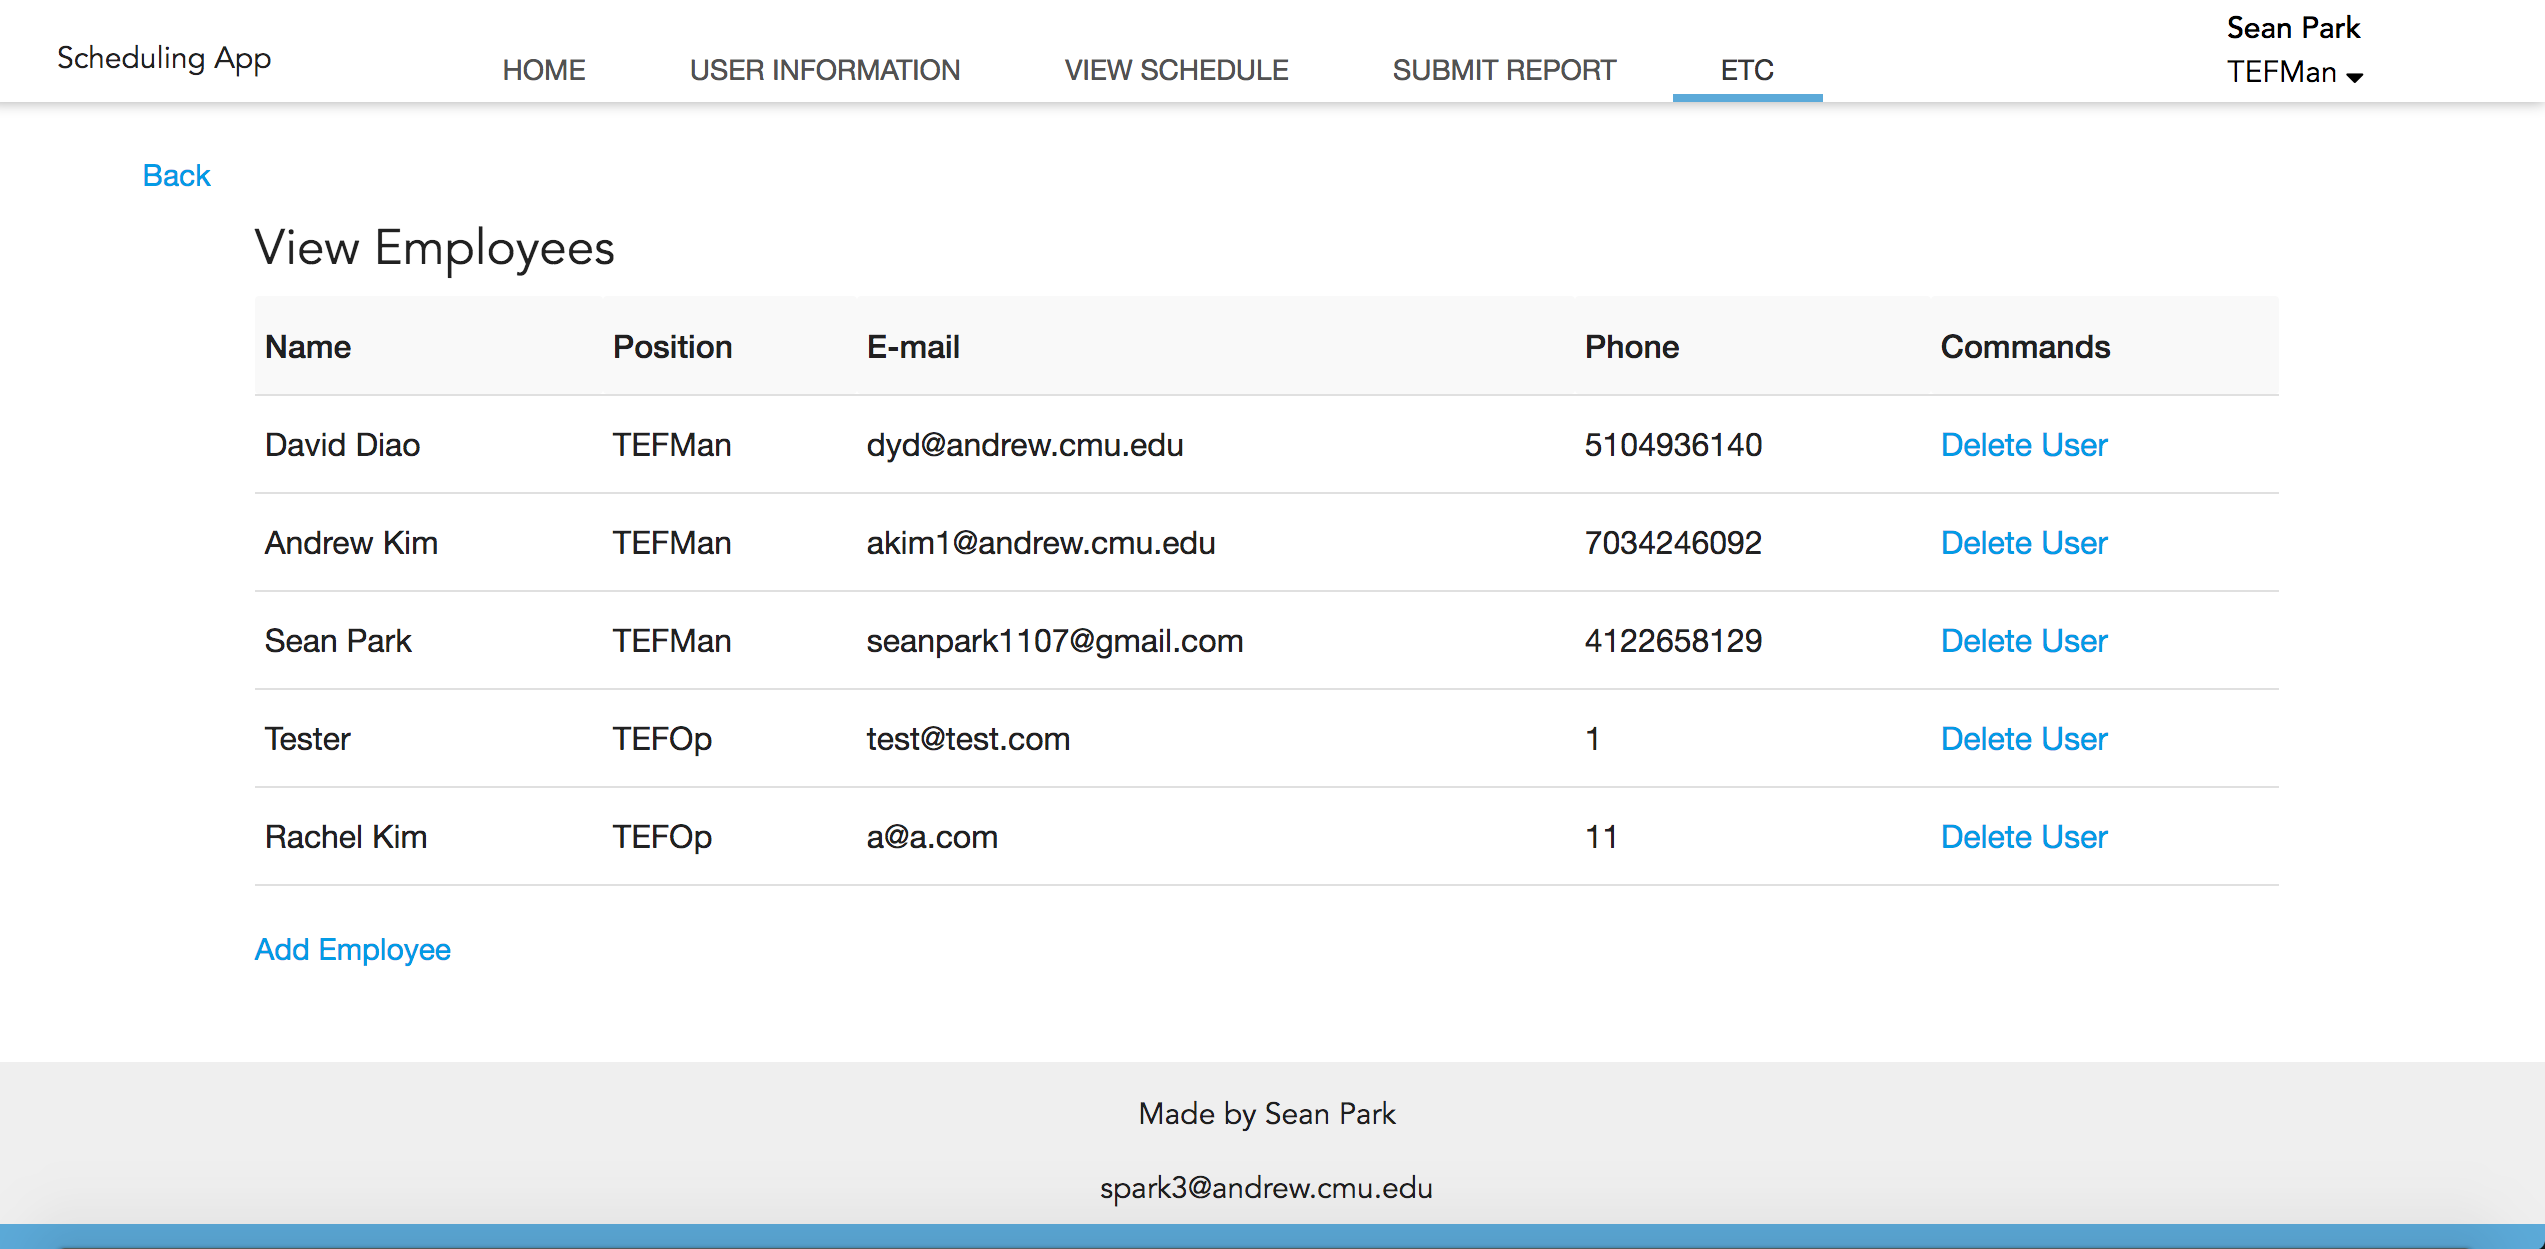 Scheduling App HOME USER INFORMATION VIEW SCHEDULE SUBMIT REPORT ETC Sean Park
TEFMan
Back
View Employees
Name Position E-mail Phone Commands
David Diao TEFMan dyd@andrew.cmu.edu 5104936140 Delete User
Andrew Kim TEFMan akim1@andrew.cmu.edu 7034246092 Delete User
Sean Park TEFMan seanpark1107@gmail.com 4122658129 Delete User
Tester TEFOp test@test.com 1 Delete User
Rachel Kim TEFOp a@a.com 11 Delete User
Add Employee
Made by Sean Park
spark3@andrew.cmu.edu